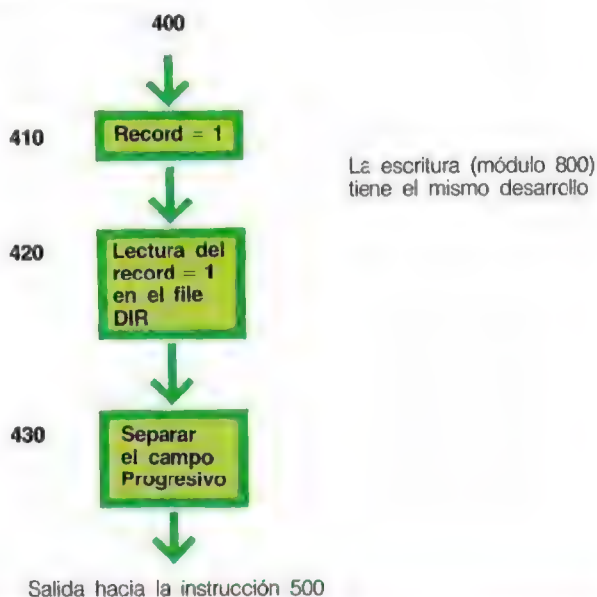 400
410
Record = 1
La escritura (módulo 800)
tiene el mismo desarrollo
420
Lectura del
record = 1
en el file
DIR
430
Separar
el campo
Progresivo
Salida hacia la instrucción 500